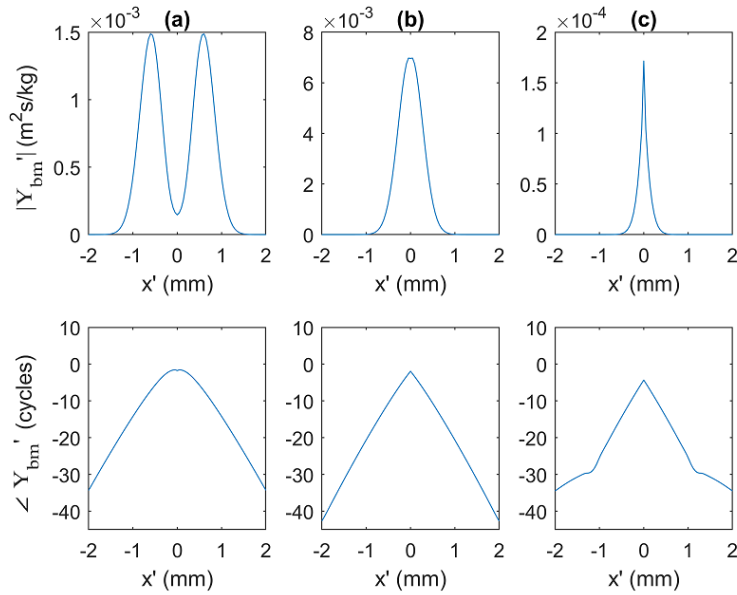 (a) (b) (c)
×10⁻³ ×10⁻³ ×10⁻⁴
1.5 8 2
6 1.5
1 4 1
0.5 2 0.5
0 0 0
|Y_bm'| (m²s/kg)
-2 -1 0 1 2 -2 -1 0 1 2 -2 -1 0 1 2
x' (mm) x' (mm) x' (mm)
10 10 10
0 0 0
-10 -10 -10
-20 -20 -20
-30 -30 -30
-40 -40 -40
∠ Y_bm' (cycles)
-2 -1 0 1 2 -2 -1 0 1 2 -2 -1 0 1 2
x' (mm) x' (mm) x' (mm)